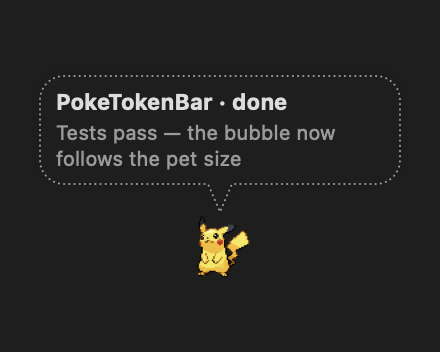 PokeTokenBar · done
Tests pass — the bubble now
follows the pet size